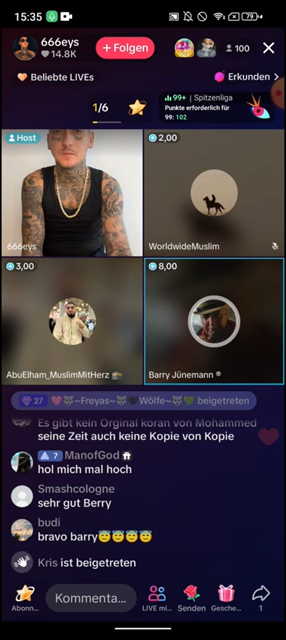 15:35
79
666eys
14.8K
+ Folgen
100
Beliebte LIVEs
Erkunden >
1/6
99+ | Spitzenliga
Punkte erforderlich für
99: 102
Host
666eys
2,00
WorldwideMuslim
3,00
AbuElham_MuslimMitHerz
8,00
Barry Jünemann ®
27 ~Freyas~ Wölfe~ beigetreten
Es gibt kein Orginal koran von Mohammed
seine Zeit auch keine Kopie von Kopie
7 ManofGod
hol mich mal hoch
Smashcologne
sehr gut Berry
budi
bravo barry😇😇😇😇
Kris ist beigetreten
Abonn...
Kommenta...
LIVE mi...
Senden
Gesche...
1